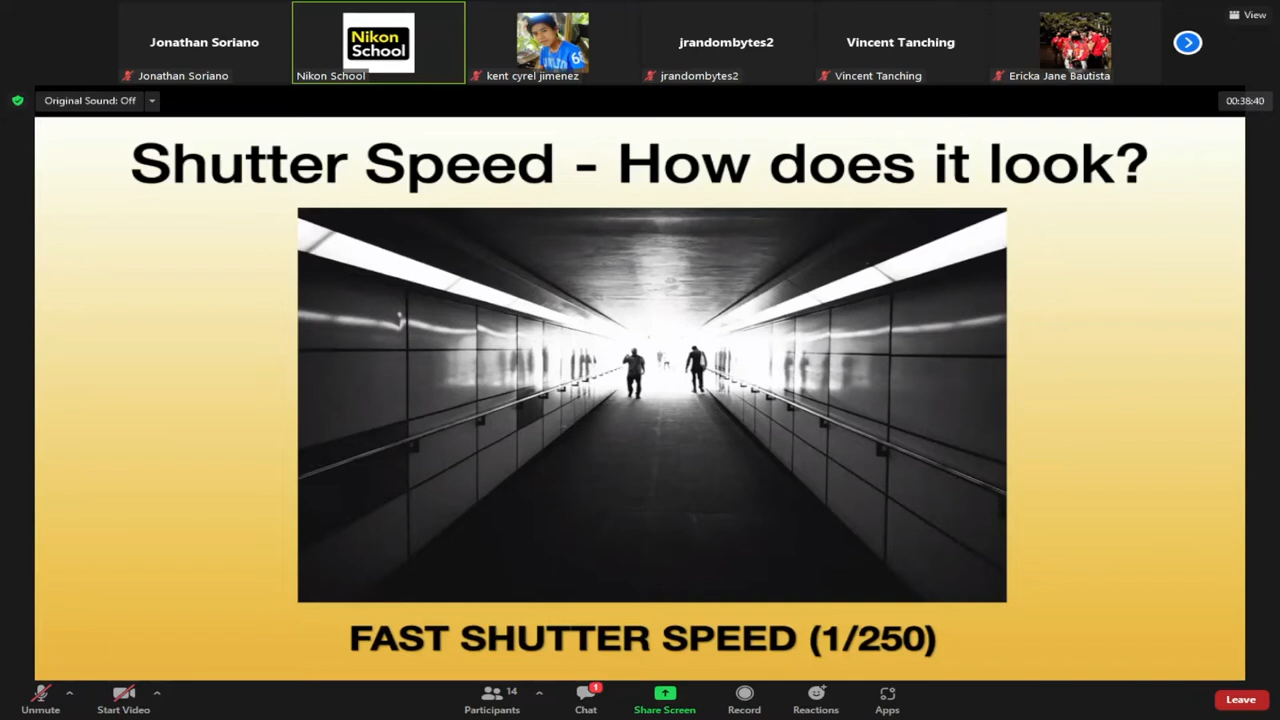 View
Jonathan Soriano
Nikon
School
jrandombytes2
Vincent Tanching
Jonathan Soriano
Nikon School
kent cyrel jimenez
jrandombytes2
Vincent Tanching
Ericka Jane Bautista
Original Sound: Off
00:38:40
Shutter Speed - How does it look?
FAST SHUTTER SPEED (1/250)
Unmute
Start Video
14
Participants
1
Chat
Share Screen
Record
Reactions
Apps
Leave